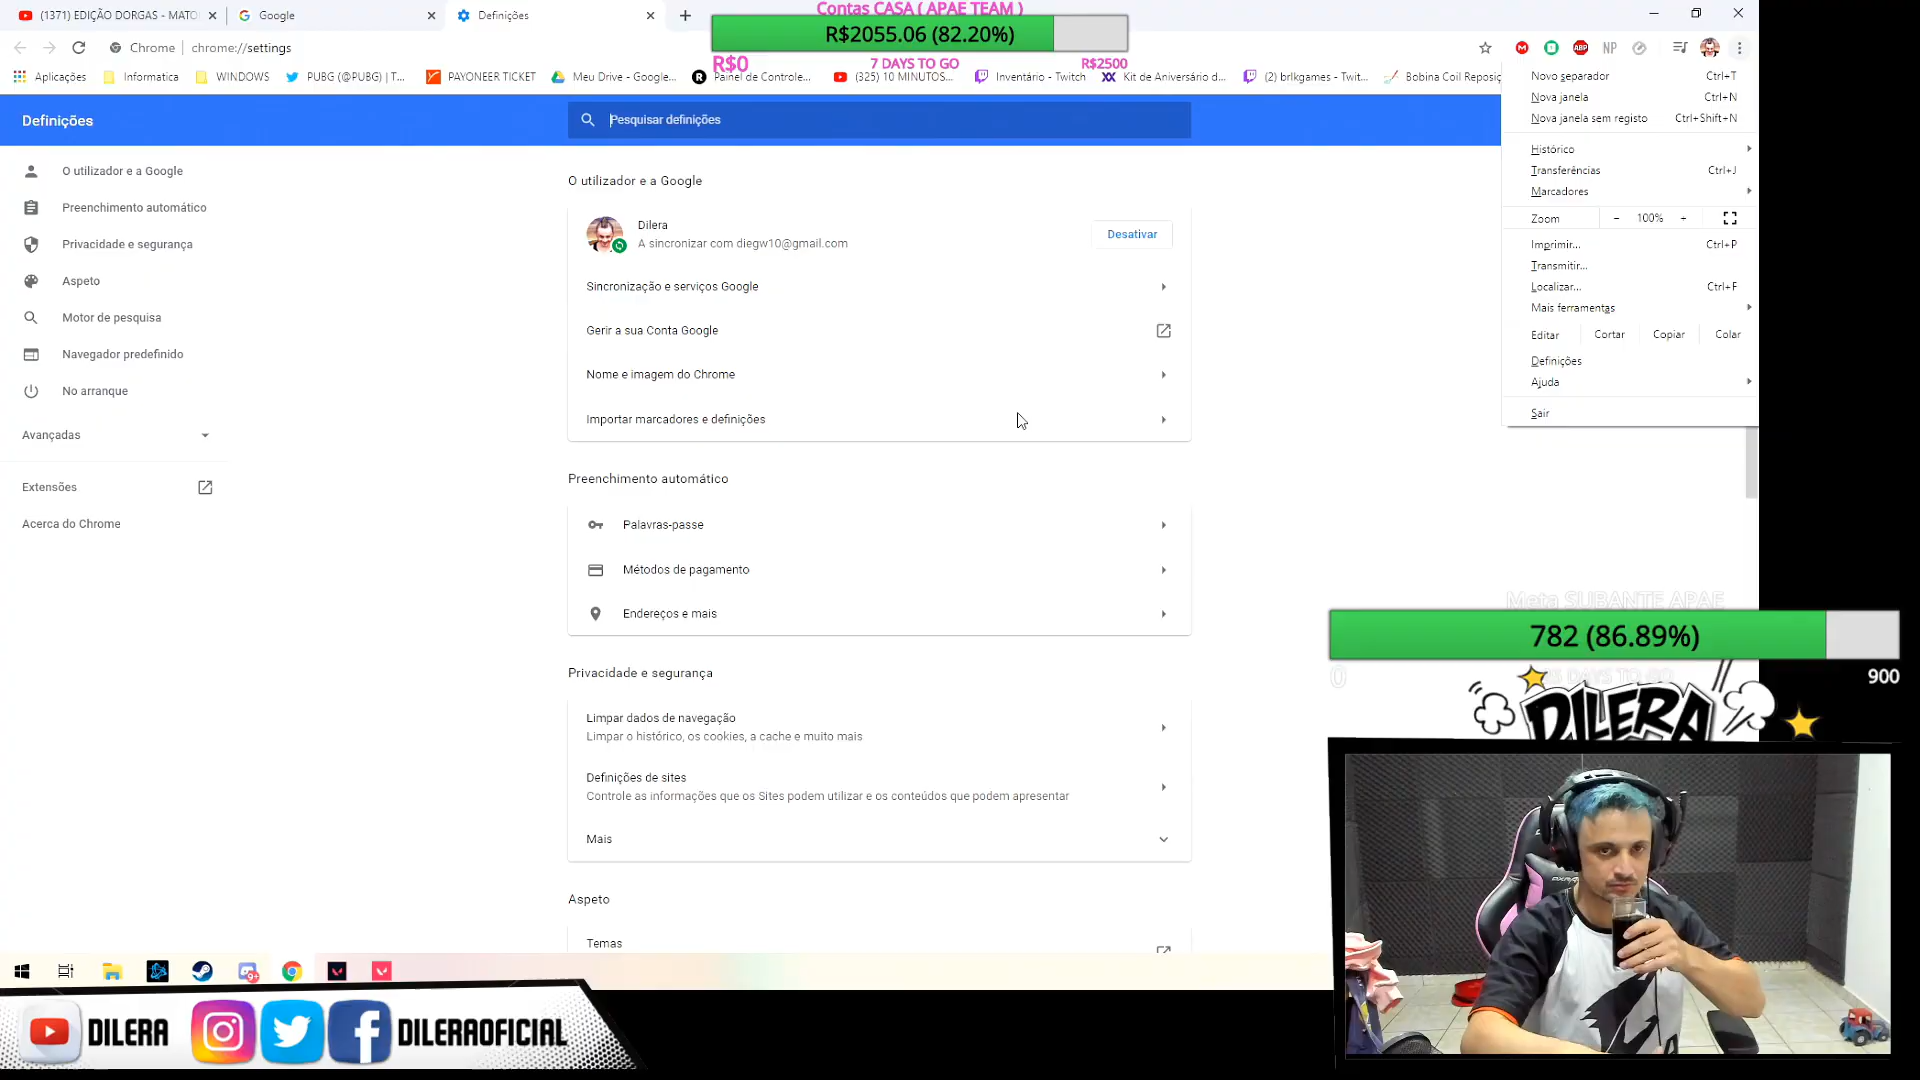 (1371) EDIÇÃO DORGAS - MATO
Google
Definições
Contas CASA ( APAE TEAM )
R$2055.06 (82.20%)
R$0
7 DAYS TO GO
R$2500
Chrome
chrome://settings
Aplicações
Informatica
WINDOWS
PUBG (@PUBG) | T...
PAYONEER TICKET
Meu Drive - Google...
Painel de Controle...
(325) 10 MINUTOS...
Inventário - Twitch
Kit de Aniversário d...
(2) brlkgames - Twit...
Bobina Coil Reposiç
ABP
NP
Definições
Pesquisar definições
O utilizador e a Google
Preenchimento automático
Privacidade e segurança
Aspeto
Motor de pesquisa
Navegador predefinido
No arranque
Avançadas
Extensões
Acerca do Chrome
O utilizador e a Google
Dilera
A sincronizar com diegw10@gmail.com
Desativar
Sincronização e serviços Google
Gerir a sua Conta Google
Nome e imagem do Chrome
Importar marcadores e definições
Preenchimento automático
Palavras-passe
Métodos de pagamento
Endereços e mais
Privacidade e segurança
Limpar dados de navegação
Limpar o histórico, os cookies, a cache e muito mais
Definições de sites
Controle as informações que os Sites podem utilizar e os conteúdos que podem apresentar
Mais
Aspeto
Temas
Novo separador Ctrl+T
Nova janela Ctrl+N
Nova janela sem registo Ctrl+Shift+N
Histórico
Transferências Ctrl+J
Marcadores
Zoom - 100% +
Imprimir... Ctrl+P
Transmitir...
Localizar... Ctrl+F
Mais ferramentas
Editar Cortar Copiar Colar
Definições
Ajuda
Sair
Meta SUBANTE APAE
782 (86.89%)
0
DAYS TO GO
900
DILERA
DILERA
DILERAOFICIAL